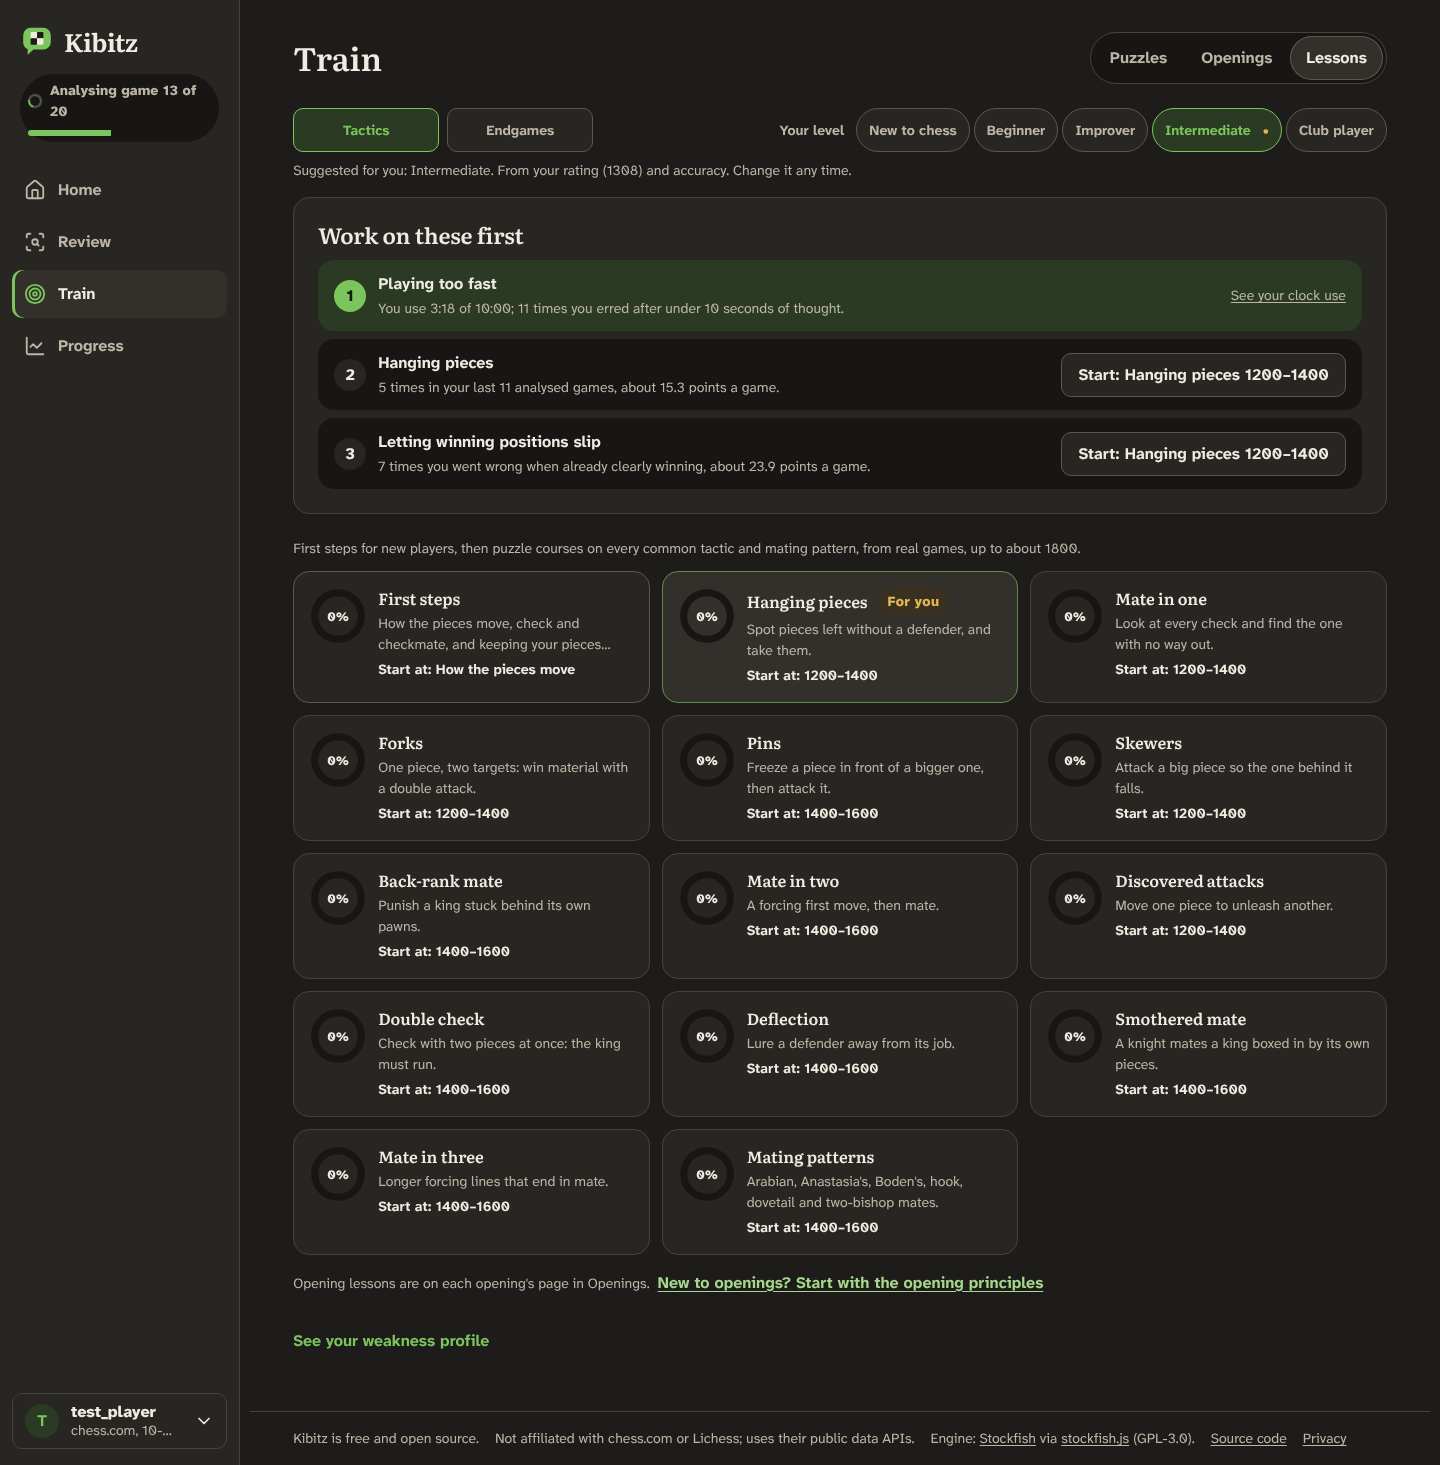 Kibitz
Analysing game 13 of
20
Home
Review
Train
Progress
test_player
T
chess.com, 10-...
Train
Puzzles
Openings
Lessons
Tactics
Endgames
Your level
New to chess
Beginner
Improver
Intermediate
Club player
Suggested for you: Intermediate. From your rating (1308) and accuracy. Change it any time.
Work on these first
1
Playing too fast
You use 3:18 of 10:00; 11 times you erred after under 10 seconds of thought.
See your clock use
2
Hanging pieces
5 times in your last 11 analysed games, about 15.3 points a game.
Start: Hanging pieces 1200–1400
3
Letting winning positions slip
7 times you went wrong when already clearly winning, about 23.9 points a game.
Start: Hanging pieces 1200–1400
First steps for new players, then puzzle courses on every common tactic and mating pattern, from real games, up to about 1800.
0%
First steps
How the pieces move, check and
checkmate, and keeping your pieces...
Start at: How the pieces move
0%
Hanging pieces
For you
Spot pieces left without a defender, and
take them.
Start at: 1200–1400
0%
Mate in one
Look at every check and find the one
with no way out.
Start at: 1200–1400
0%
Forks
One piece, two targets: win material with
a double attack.
Start at: 1200–1400
0%
Pins
Freeze a piece in front of a bigger one,
then attack it.
Start at: 1400–1600
0%
Skewers
Attack a big piece so the one behind it
falls.
Start at: 1200–1400
0%
Back-rank mate
Punish a king stuck behind its own
pawns.
Start at: 1400–1600
0%
Mate in two
A forcing first move, then mate.
Start at: 1400–1600
0%
Discovered attacks
Move one piece to unleash another.
Start at: 1200–1400
0%
Double check
Check with two pieces at once: the king
must run.
Start at: 1400–1600
0%
Deflection
Lure a defender away from its job.
Start at: 1400–1600
0%
Smothered mate
A knight mates a king boxed in by its own
pieces.
Start at: 1400–1600
0%
Mate in three
Longer forcing lines that end in mate.
Start at: 1400–1600
0%
Mating patterns
Arabian, Anastasia's, Boden's, hook,
dovetail and two-bishop mates.
Start at: 1400–1600
Opening lessons are on each opening's page in Openings. New to openings? Start with the opening principles
See your weakness profile
Kibitz is free and open source. Not affiliated with chess.com or Lichess; uses their public data APIs. Engine: Stockfish via stockfish.js (GPL-3.0). Source code Privacy